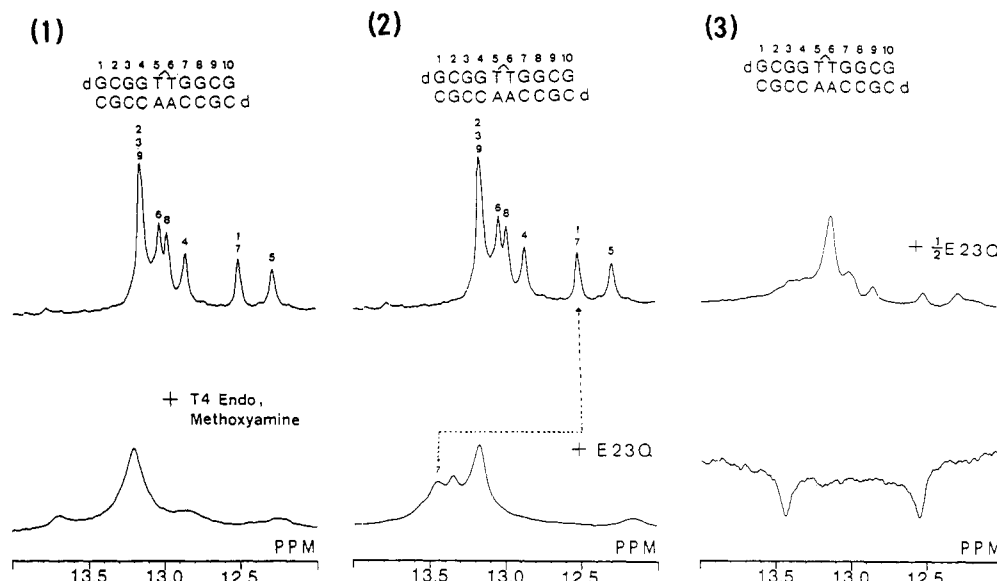 (1)
1 2 3 4 5 6 7 8 9 10
dGCGGTTGGCG
CGCCAACCGCd
2
3
9
6
8
4
1
7
5
+ T4 Endo,
Methoxyamine
PPM
13.5 13.0 12.5
(2)
1 2 3 4 5 6 7 8 9 10
dGCGGTTGGCG
CGCCAACCGCd
2
3
9
6
8
4
1
7
5
7
+ E23Q
PPM
13.5 13.0 12.5
(3)
1 2 3 4 5 6 7 8 9 10
dGCGGTTGGCG
CGCCAACCGCd
+ 1/2 E23Q
PPM
13.5 13.0 12.5